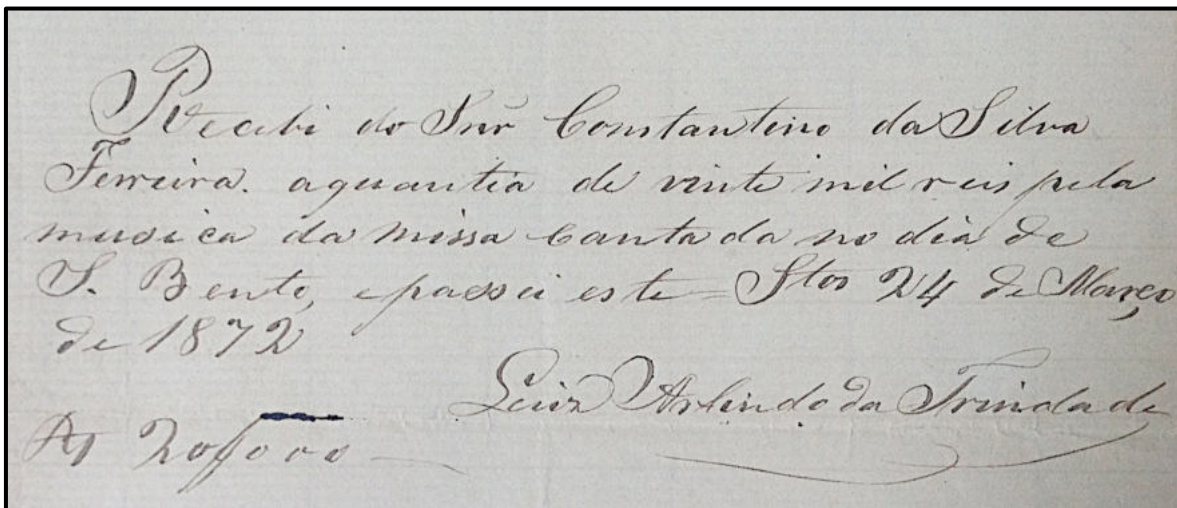 Recebi do Snr̃ Constantino da Silva
Ferreira. a quantia de vinte mil reis pela
musica da missa cantada no dia de
S. Bento, e passei este = Stos 24 de Março
de 1872
Luiz Arlindo da Trindade
Rs 20$000